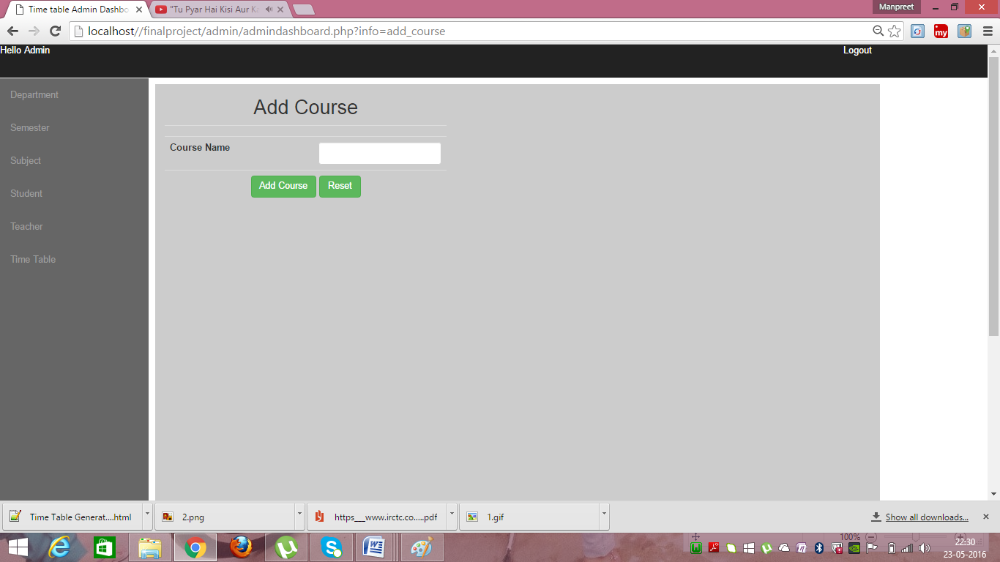 Time table Admin Dashbo
"Tu Pyar Hai Kisi Aur K
Manpreet
localhost//finalproject/admin/admindashboard.php?info=add_course
my
Hello Admin
Logout
Department
Semester
Subject
Student
Teacher
Time Table
Add Course
Course Name
Add Course Reset
Time Table Generat....html
2.png
https___www.irctc.co.....pdf
1.gif
Show all downloads...
100%
22:30
23-05-2016